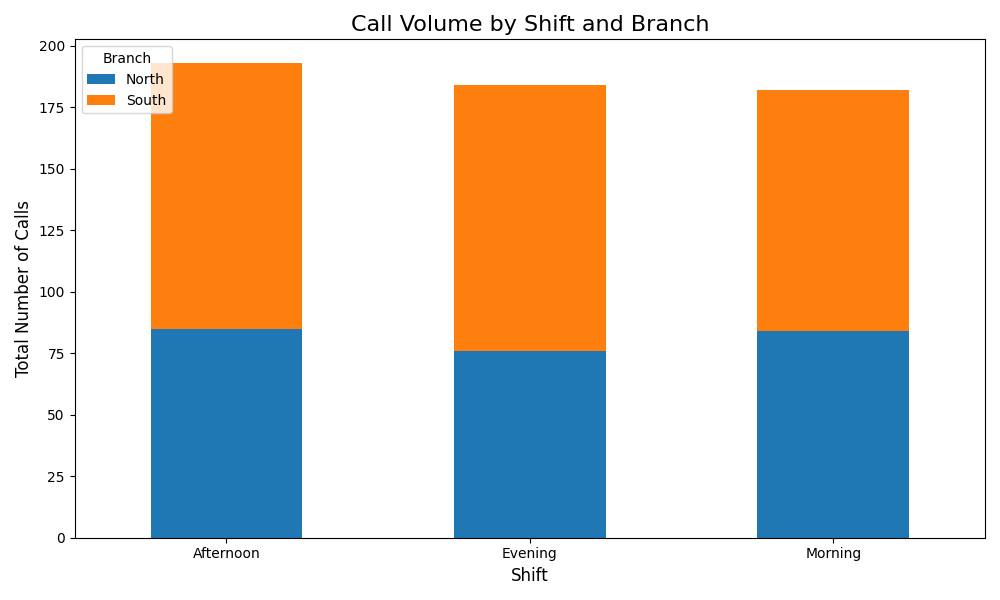 Call Volume by Shift and Branch
Branch
North
South
Total Number of Calls
200
175
150
125
100
75
50
25
0
Afternoon Evening Morning
Shift